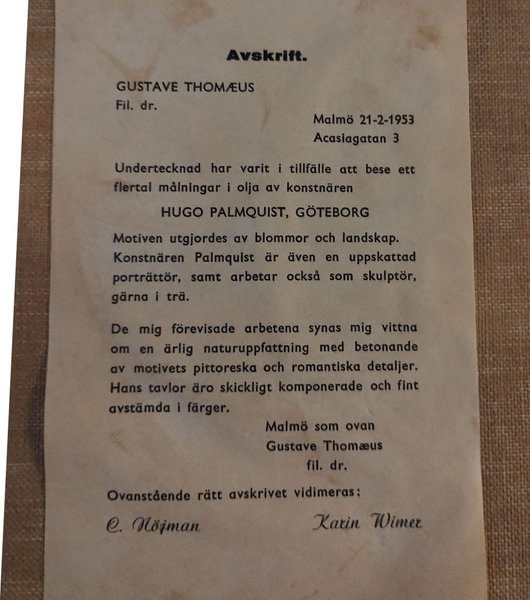 Avskrift.
GUSTAVE THOMÆUS
Fil. dr.
Malmö 21-2-1953
Acasiagatan 3
Undertecknad har varit i tillfälle att bese ett
flertal målningar i olja av konstnären
HUGO PALMQUIST, GÖTEBORG
Motiven utgjordes av blommor och landskap.
Konstnären Palmquist är även en uppskattad
porträttör, samt arbetar också som skulptör,
gärna i trä.
De mig förevisade arbetena synas mig vittna
om en ärlig naturuppfattning med betonande
av motivets pittoreska och romantiska detaljer.
Hans tavlor äro skickligt komponerade och fint
avstämda i färger.
Malmö som ovan
Gustave Thomæus
fil. dr.
Ovanstående rätt avskrivet vidimeras:
C. Nöjman Karin Wimer